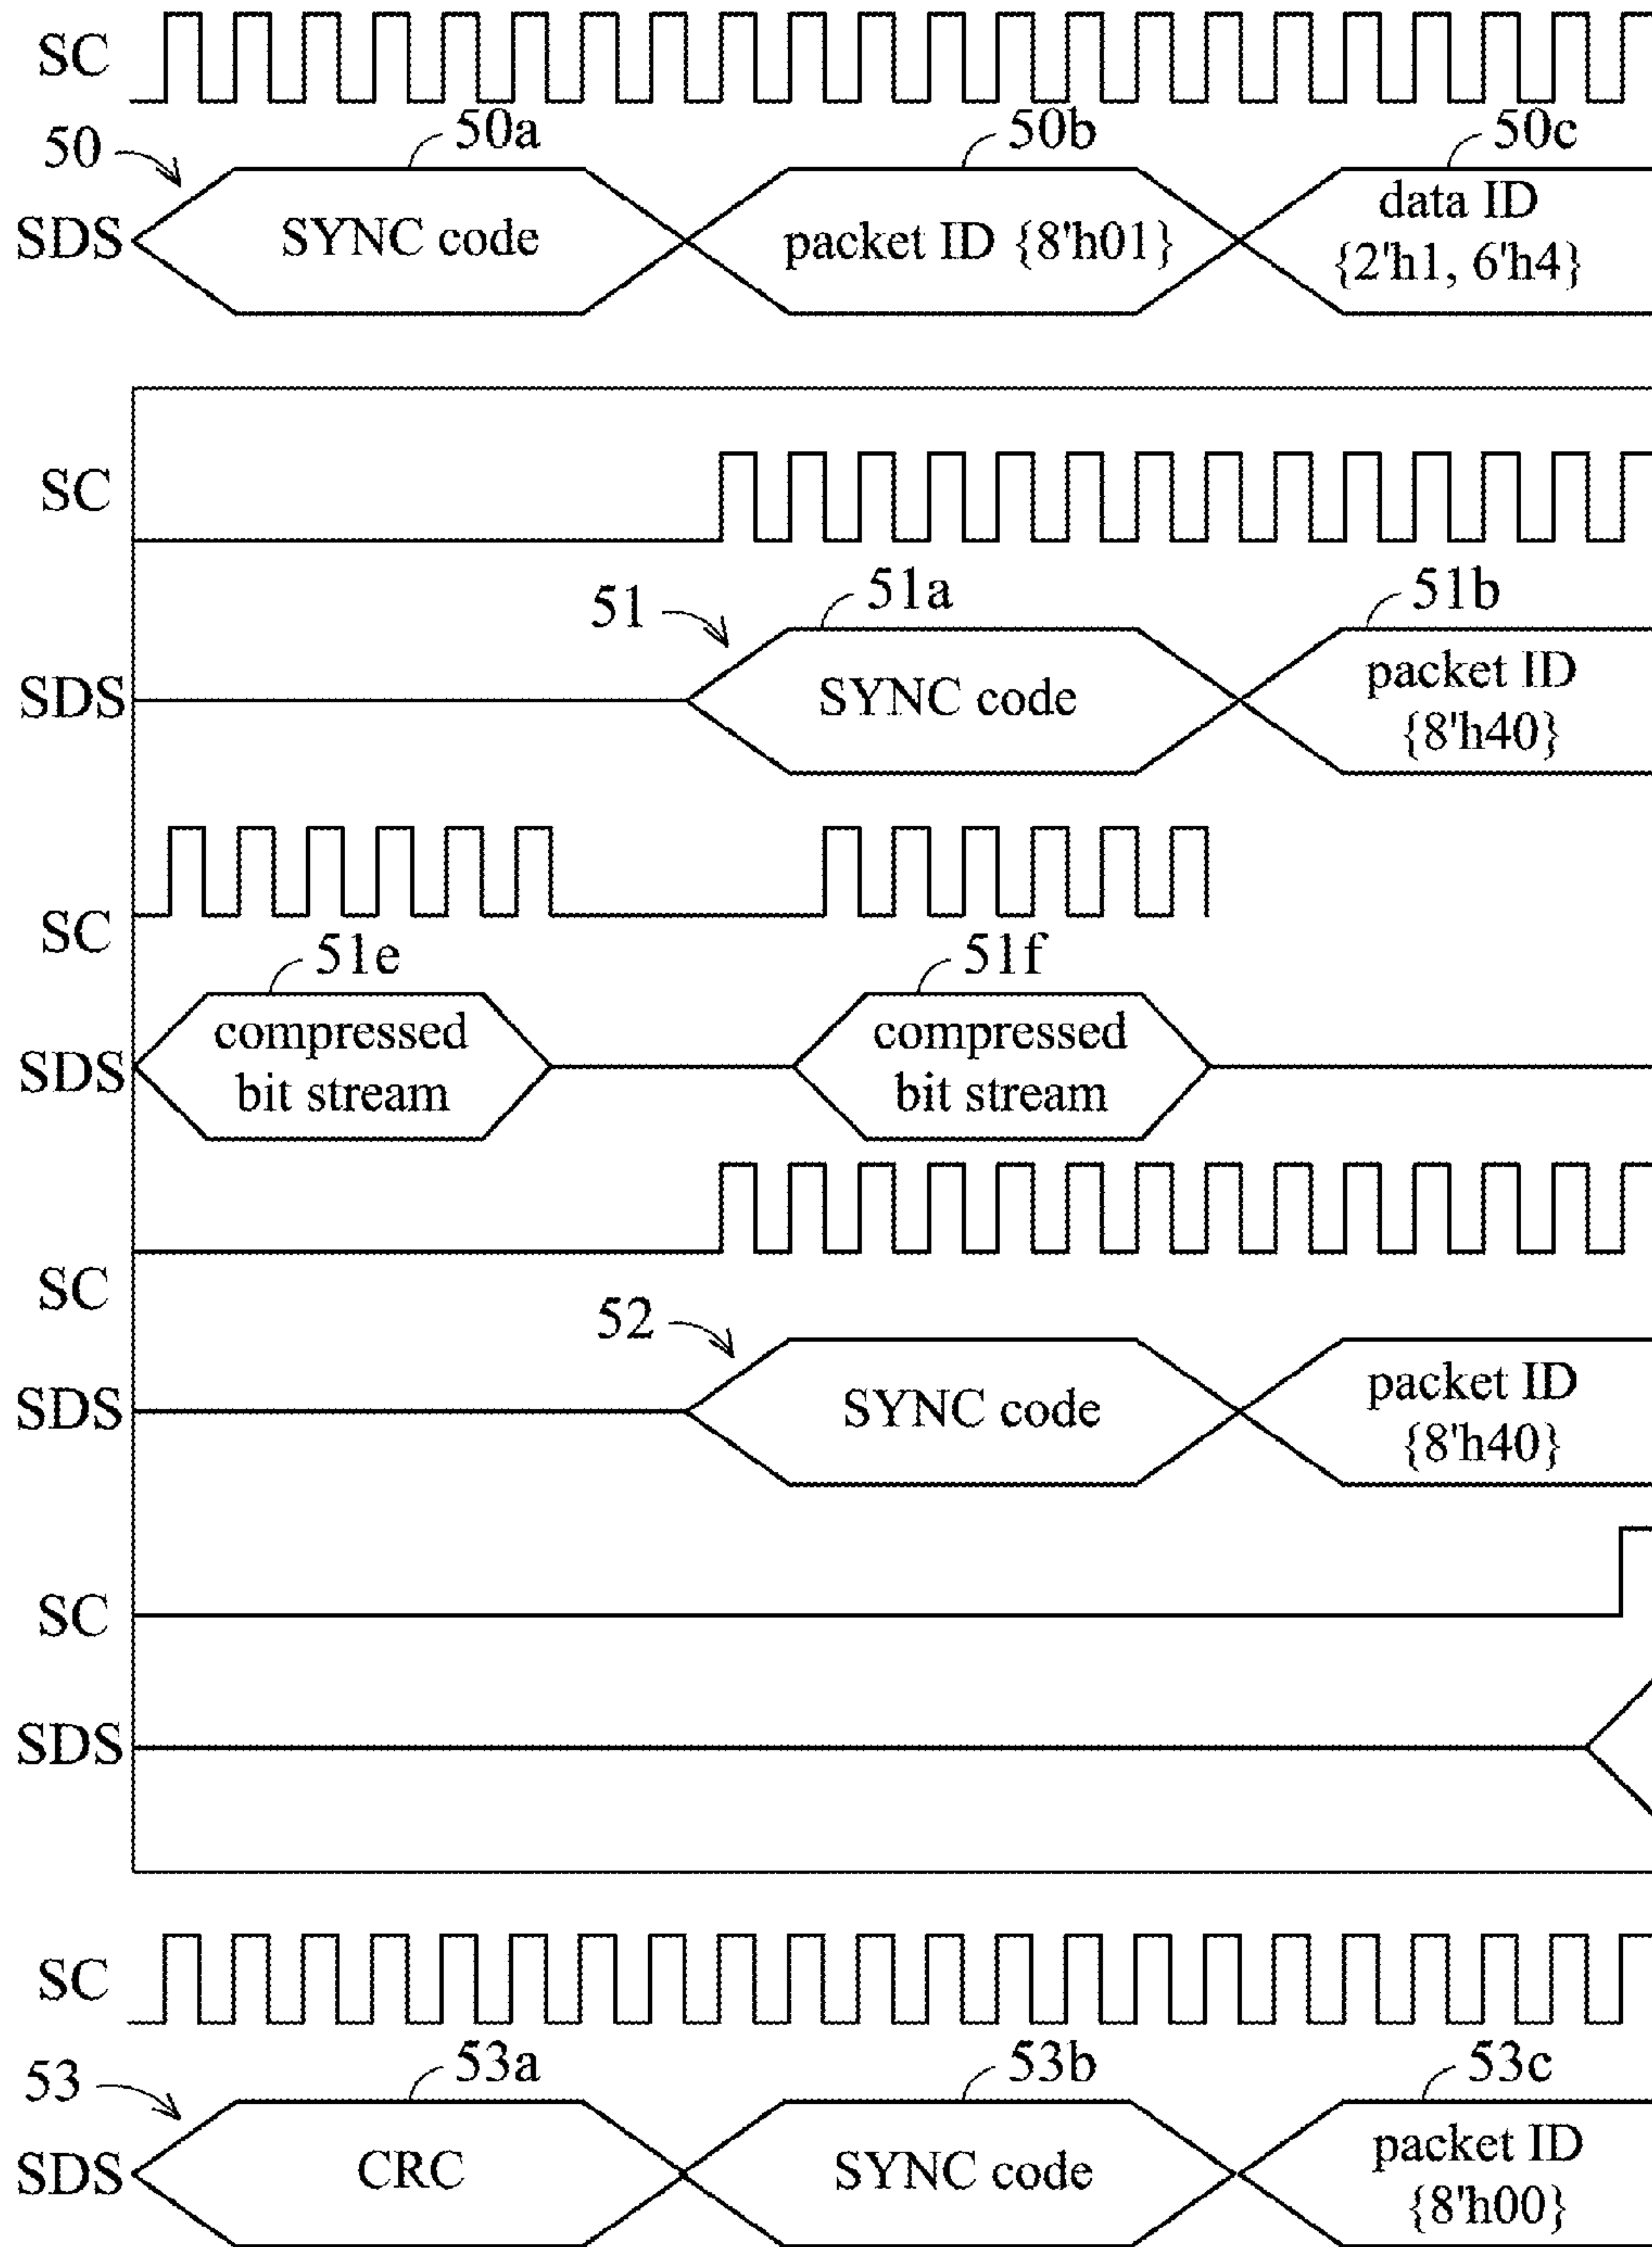 SC
50
50a
50b
50c
SDS
SYNC code
packet ID {8'h01}
data ID
{2'h1, 6'h4}
SC
51
51a
51b
SDS
SYNC code
packet ID
{8'h40}
SC
51e
51f
SDS
compressed
bit stream
compressed
bit stream
SC
52
SDS
SYNC code
packet ID
{8'h40}
SC
SDS
SC
53
53a
53b
53c
SDS
CRC
SYNC code
packet ID
{8'h00}